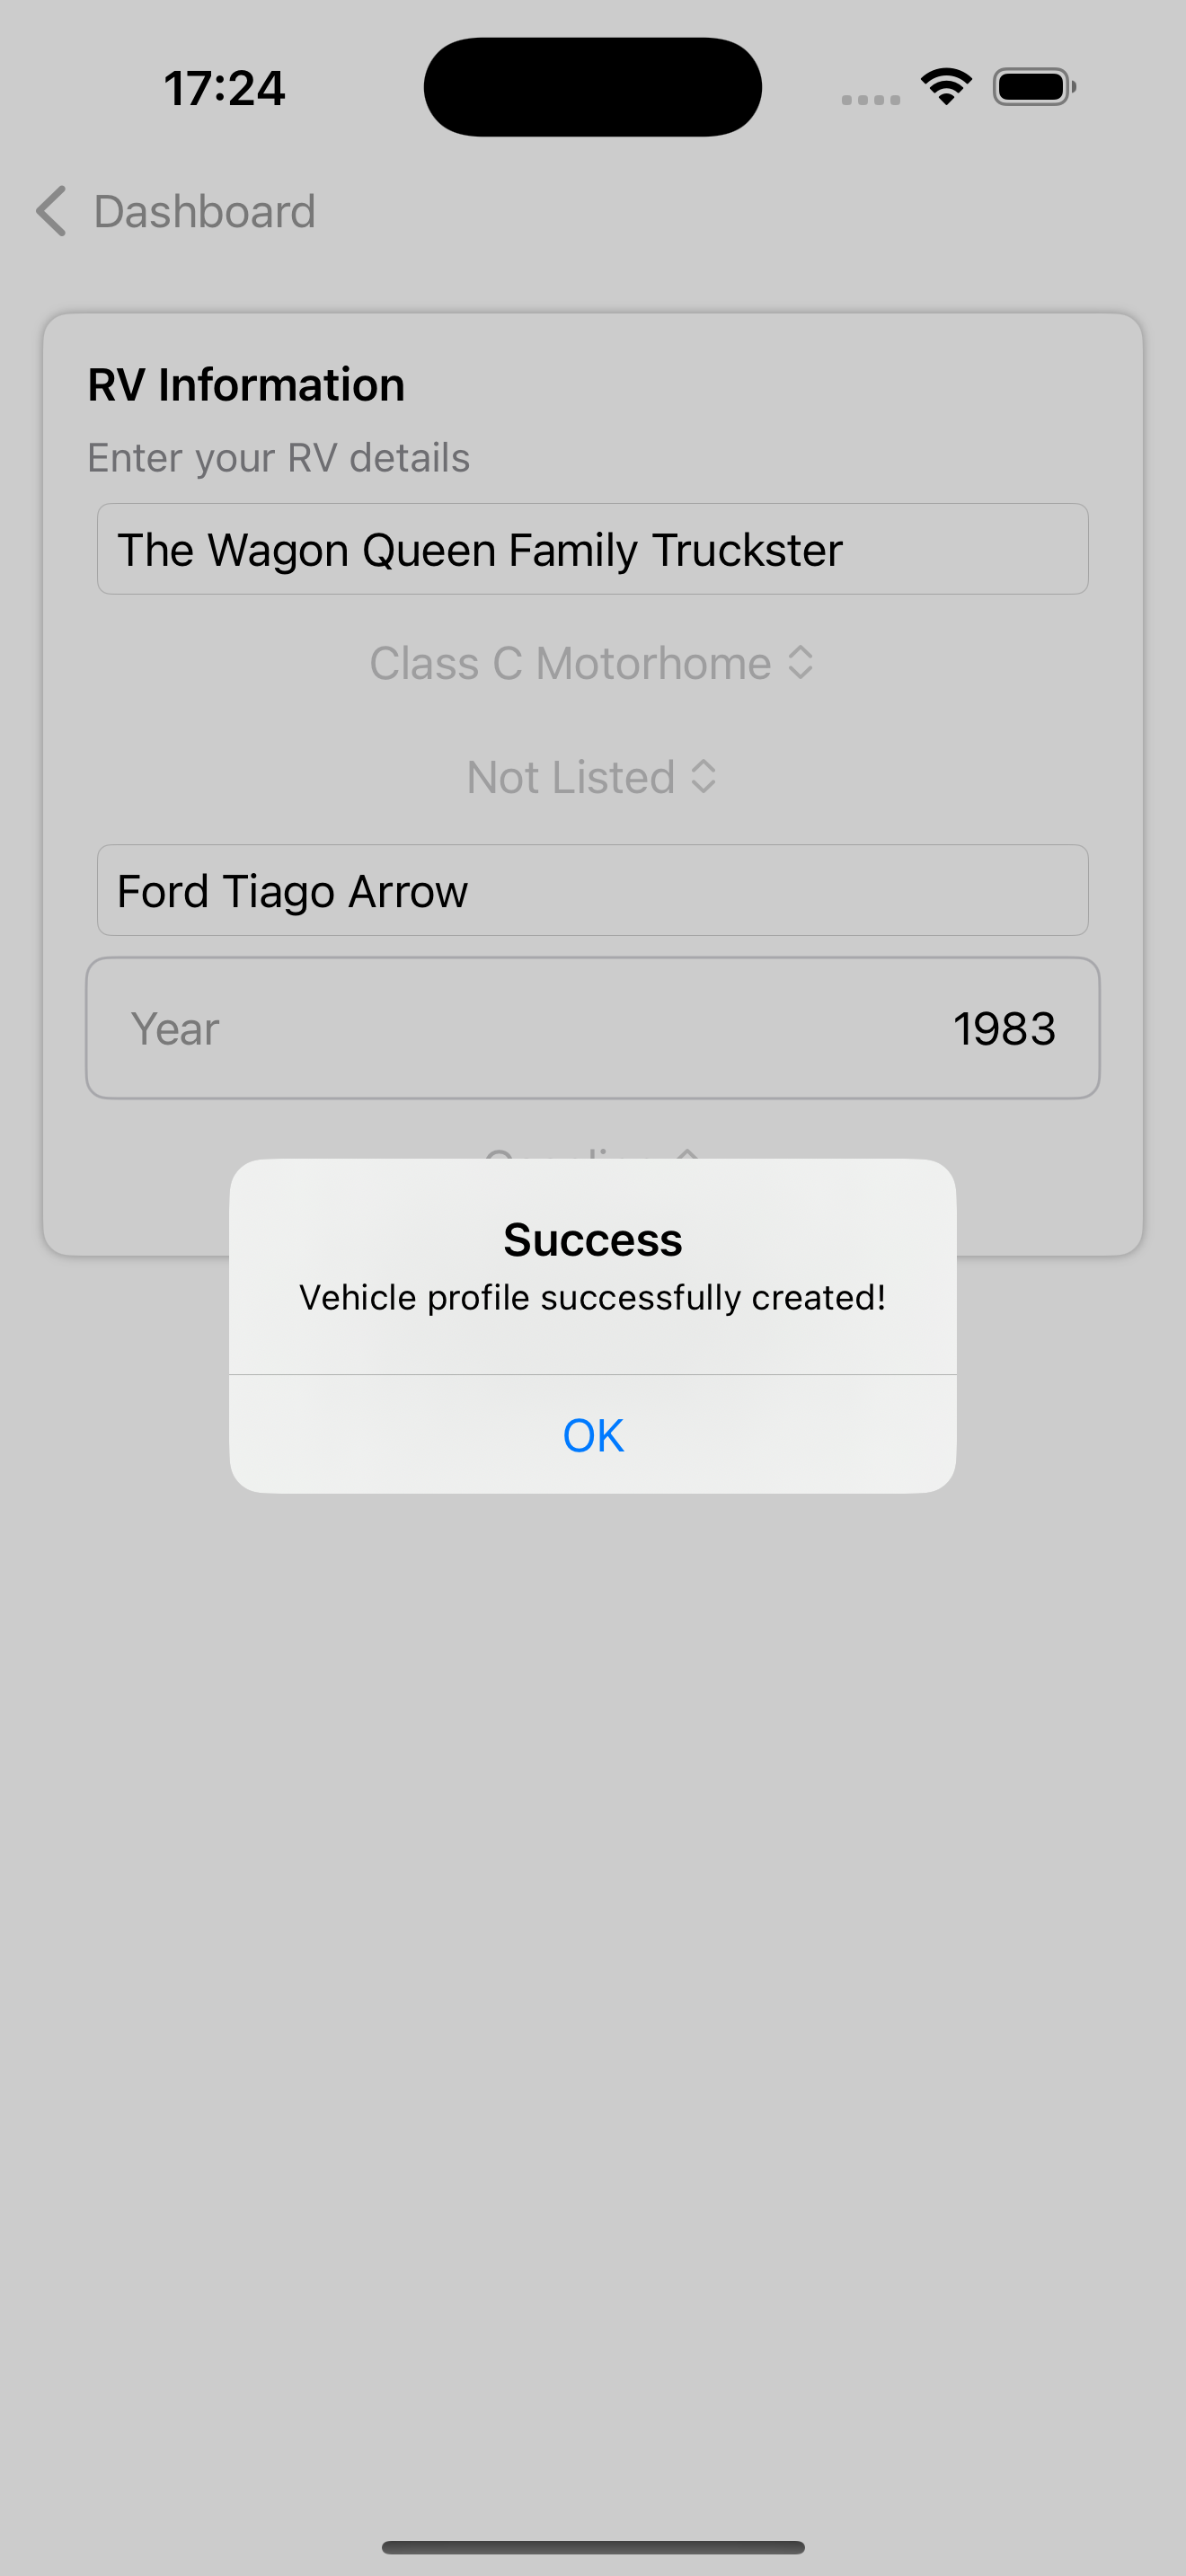 17:24
Dashboard
RV Information
Enter your RV details
The Wagon Queen Family Truckster
Class C Motorhome
Not Listed
Ford Tiago Arrow
Year 1983
Success
Vehicle profile successfully created!
OK